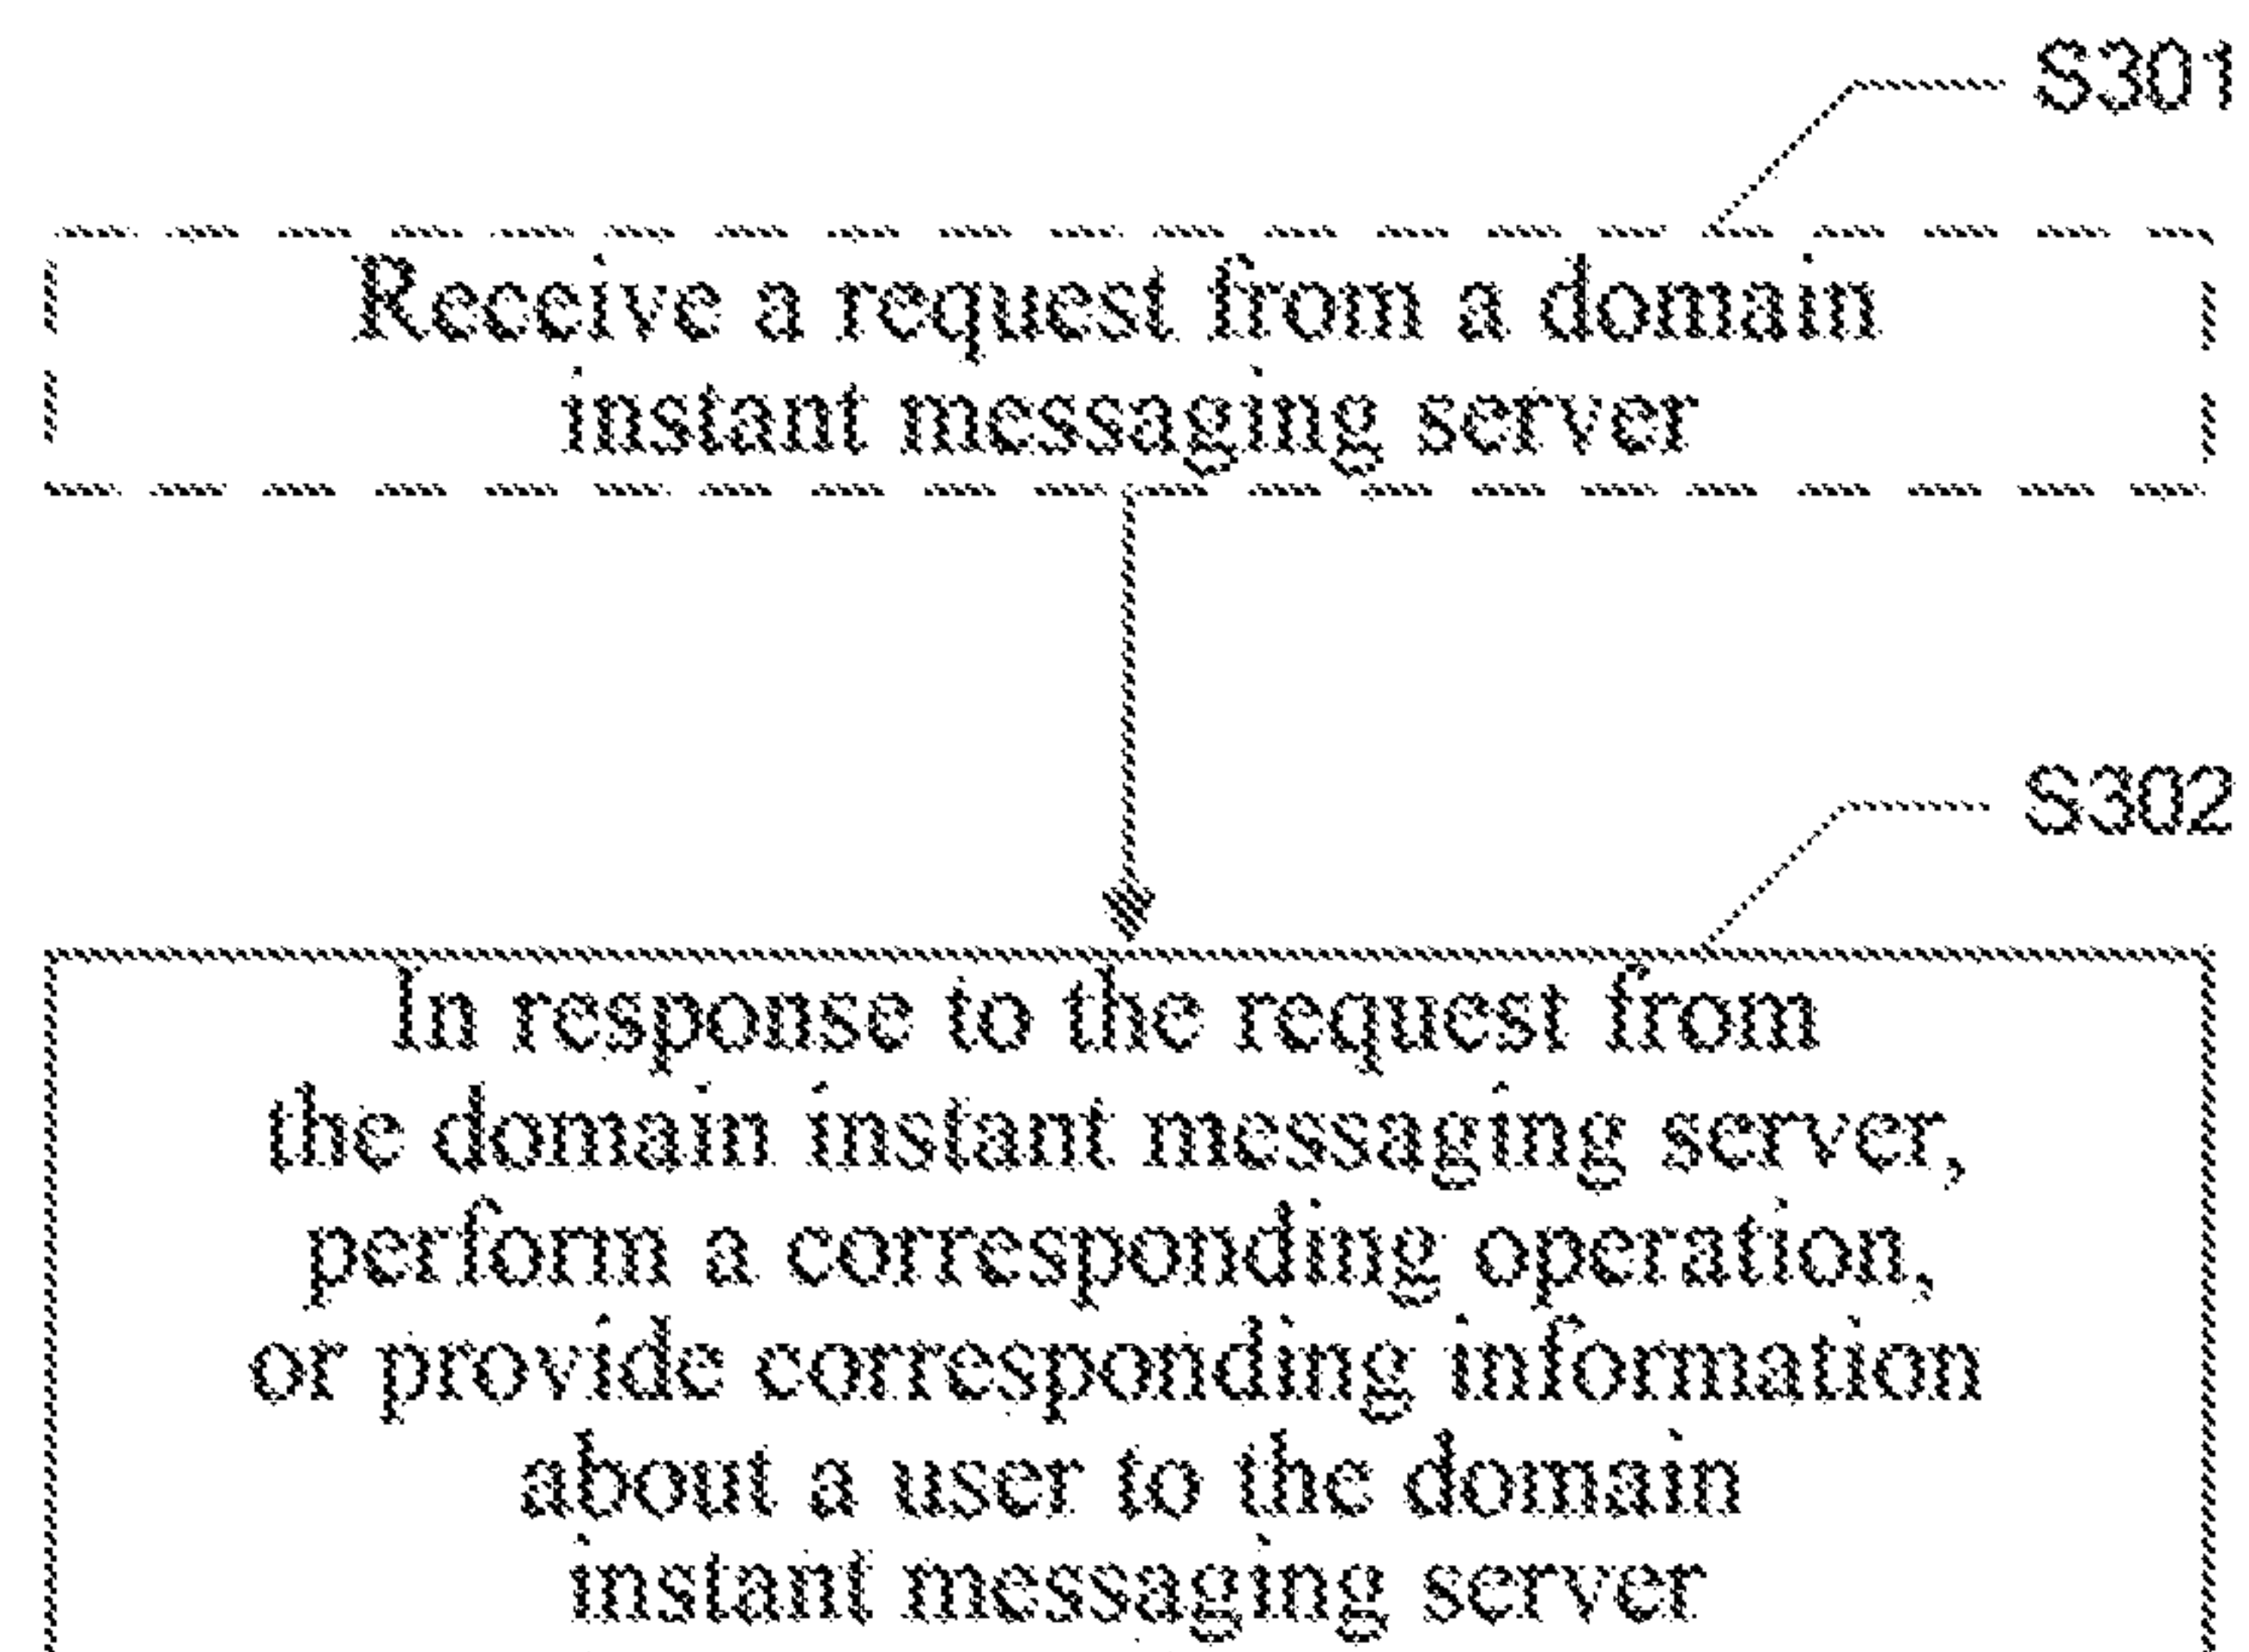 S301
Receive a request from a domain
instant messaging server
S302
In response to the request from
the domain instant messaging server,
perform a corresponding operation,
or provide corresponding information
about a user to the domain
instant messaging server